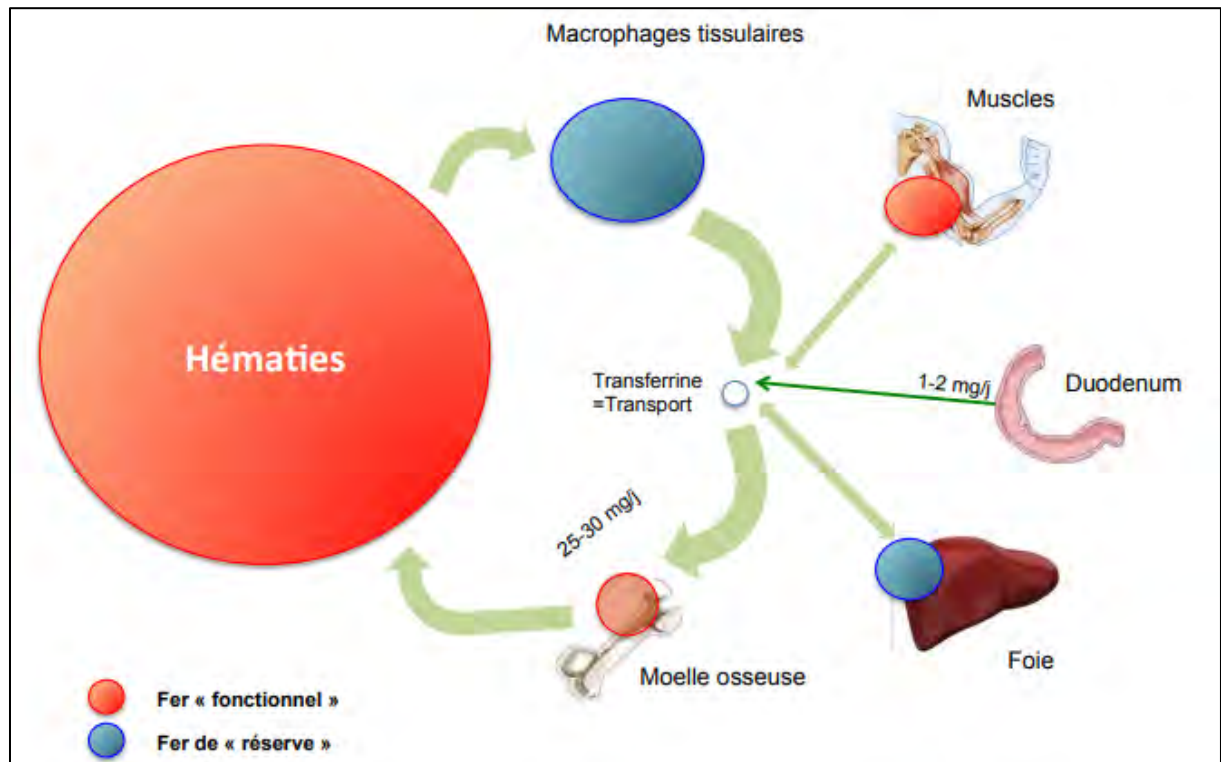 Macrophages tissulaires
Muscles
Hématies
Transferrine
=Transport
1-2 mg/j
Duodenum
25-30 mg/j
Moelle osseuse
Foie
Fer « fonctionnel »
Fer de « réserve »